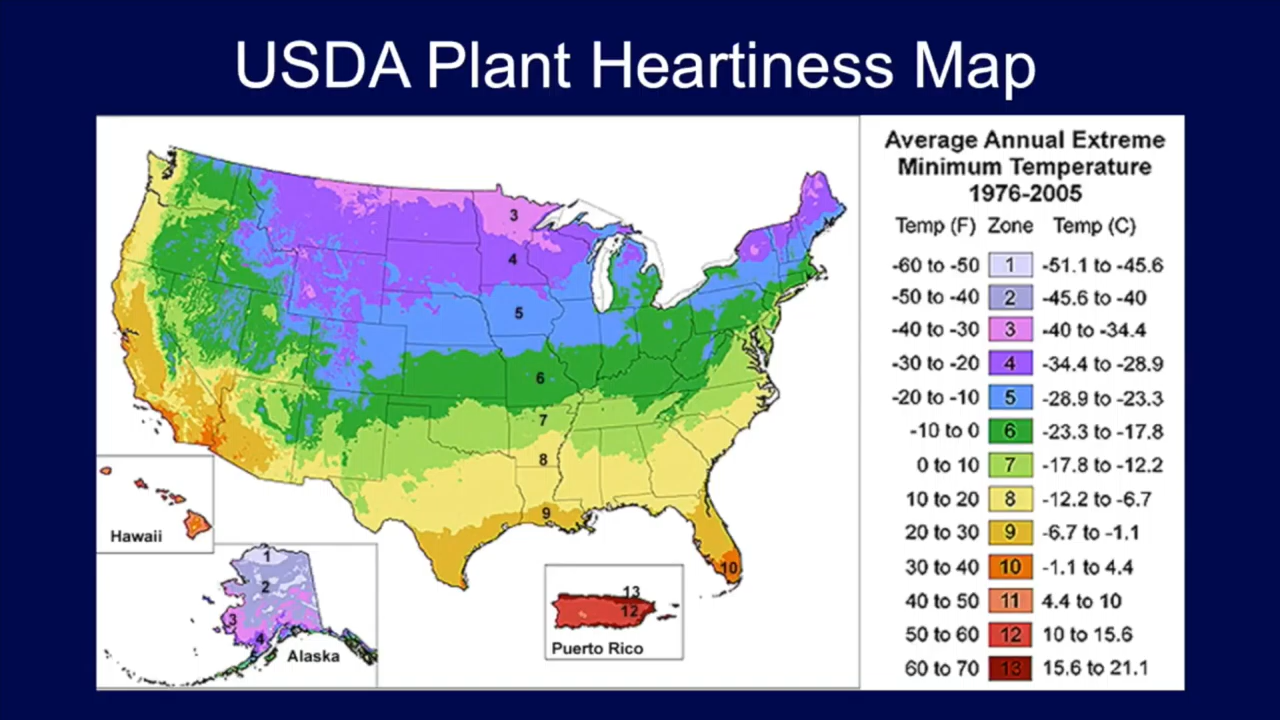 USDA Plant Heartiness Map
3
4
5
6
7
8
9
10
Hawaii
1
2
3
4
Alaska
13
12
Puerto Rico
Average Annual Extreme
Minimum Temperature
1976-2005
Temp (F) Zone Temp (C)
-60 to -50 1 -51.1 to -45.6
-50 to -40 2 -45.6 to -40
-40 to -30 3 -40 to -34.4
-30 to -20 4 -34.4 to -28.9
-20 to -10 5 -28.9 to -23.3
-10 to 0 6 -23.3 to -17.8
0 to 10 7 -17.8 to -12.2
10 to 20 8 -12.2 to -6.7
20 to 30 9 -6.7 to -1.1
30 to 40 10 -1.1 to 4.4
40 to 50 11 4.4 to 10
50 to 60 12 10 to 15.6
60 to 70 13 15.6 to 21.1